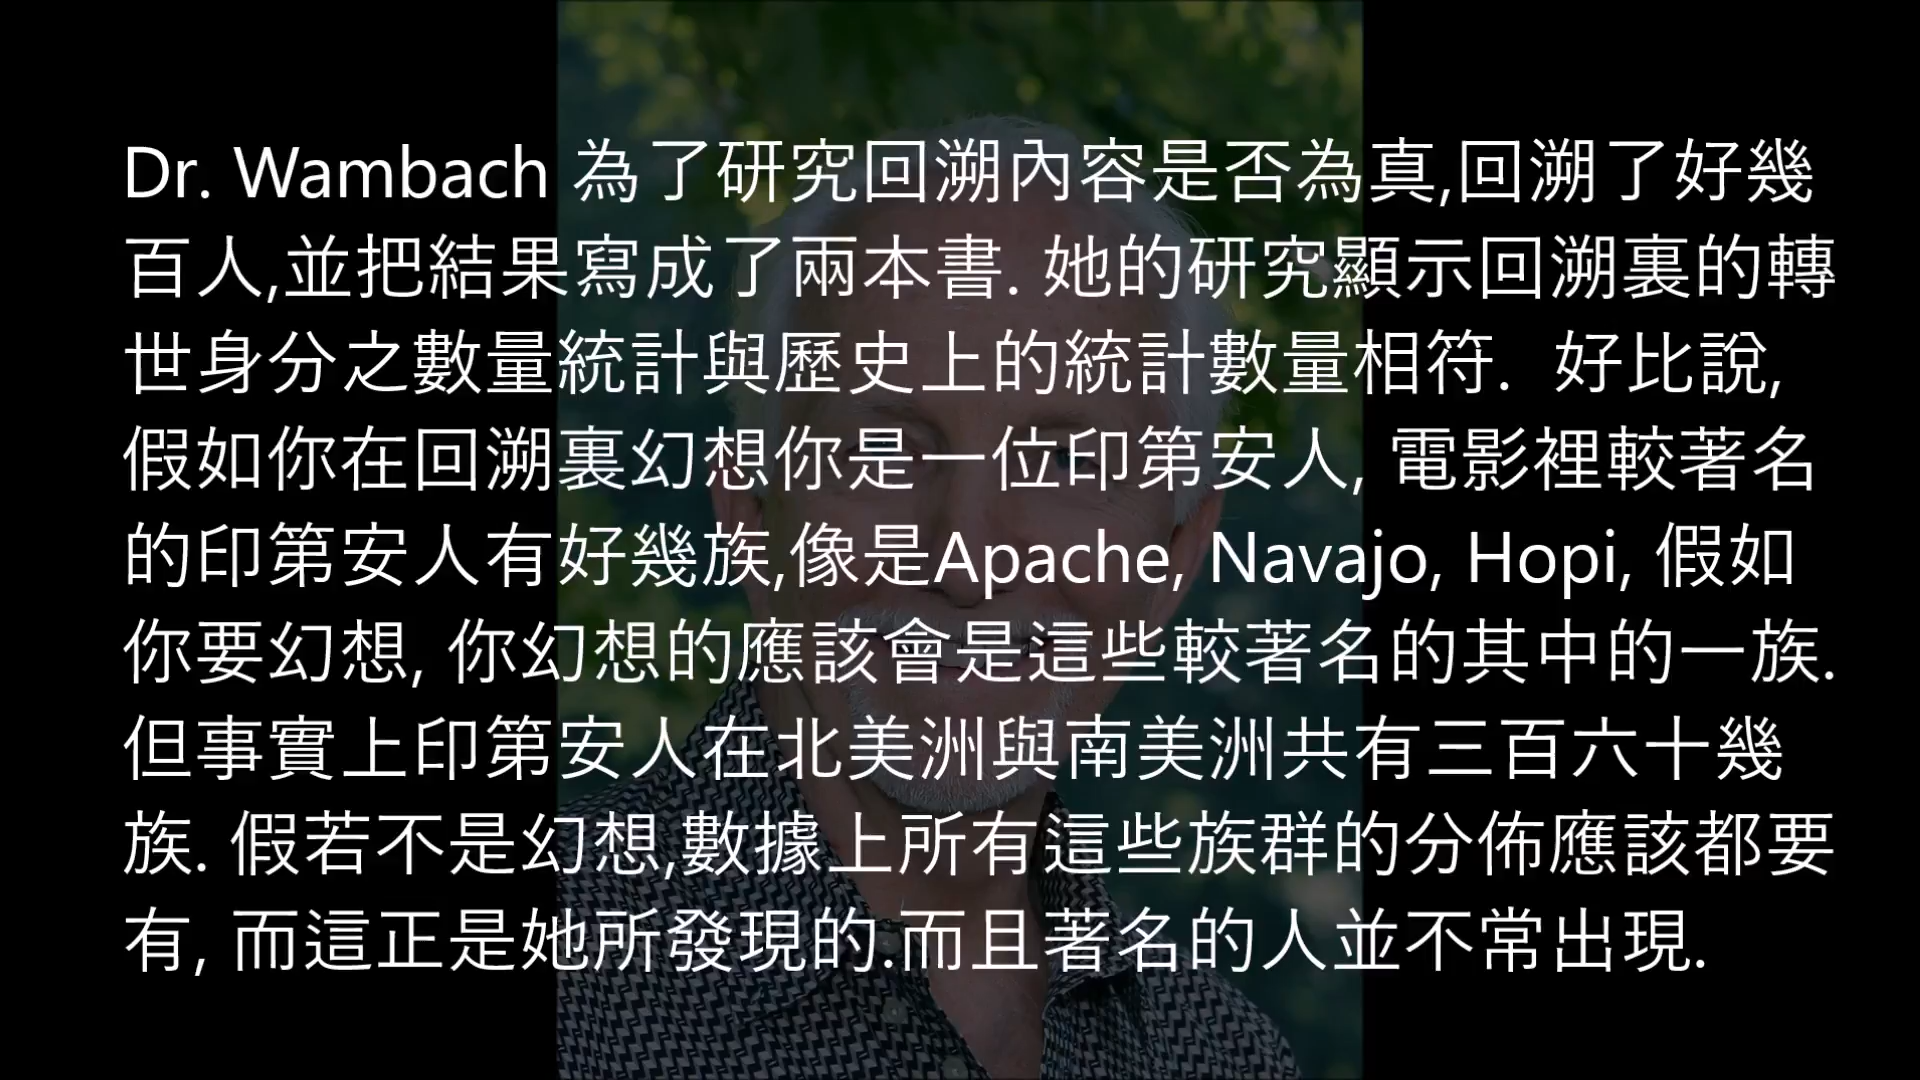 Dr. Wambach 為了研究回溯內容是否為真,回溯了好幾
百人,並把結果寫成了兩本書. 她的研究顯示回溯裏的轉
世身分之數量統計與歷史上的統計數量相符.  好比說,
假如你在回溯裏幻想你是一位印第安人, 電影裡較著名
的印第安人有好幾族,像是Apache, Navajo, Hopi, 假如
你要幻想, 你幻想的應該會是這些較著名的其中的一族.
但事實上印第安人在北美洲與南美洲共有三百六十幾
族. 假若不是幻想,數據上所有這些族群的分佈應該都要
有, 而這正是她所發現的.而且著名的人並不常出現.